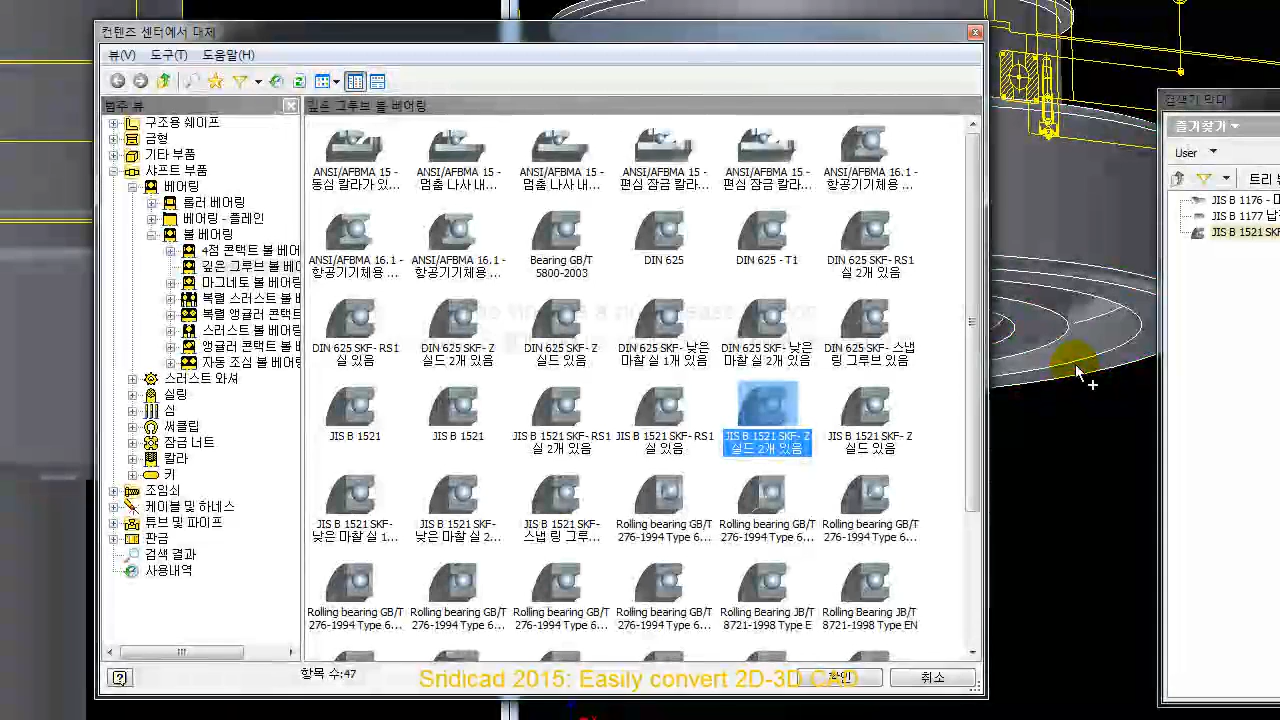 컨텐츠 센터에서 대체
뷰(V) 도구(T) 도움말(H)
범주 뷰
구조용 쉐이프
금형
기타 부품
샤프트 부품
베어링
롤러 베어링
베어링 - 플레인
볼 베어링
4점 콘택트 볼 베어
깊은 그루브 볼 베
마그네토 볼 베어링
복렬 스러스트 볼 베
복렬 앵귤러 콘택트
스러스트 볼 베어링
앵귤러 콘택트 볼 베
자동 조심 볼 베어링
스러스트 와셔
실링
심
써클립
잠금 너트
칼라
키
조임쇠
케이블 및 하네스
튜브 및 파이프
판금
검색 결과
사용내역
깊은 그루브 볼 베어링
ANSI/AFBMA 15 - 동심 칼라가 있...
ANSI/AFBMA 15 - 멈춤 나사 내...
ANSI/AFBMA 15 - 멈춤 나사 내...
ANSI/AFBMA 15 - 편심 잠금 칼라...
ANSI/AFBMA 15 - 편심 잠금 칼라...
ANSI/AFBMA 16.1 - 항공기기체용 ...
ANSI/AFBMA 16.1 - 항공기기체용 ...
ANSI/AFBMA 16.1 - 항공기기체용 ...
Bearing GB/T 5800-2003
DIN 625
DIN 625 - T1
DIN 625 SKF- RS1 실 2개 있음
DIN 625 SKF- RS1 실 있음
DIN 625 SKF- Z 실드 2개 있음
DIN 625 SKF- Z 실드 있음
DIN 625 SKF- 낮은 마찰 실 1개 있음
DIN 625 SKF- 낮은 마찰 실 2개 있음
DIN 625 SKF- 스냅 링 그루브 있음
JIS B 1521
JIS B 1523
JIS B 1521 SKF- RS1 실 2개 있음
JIS B 1521 SKF- RS1 실 있음
JIS B 1521 SKF- Z 실드 2개 있음
JIS B 1521 SKF- Z 실드 있음
JIS B 1521 SKF- 낮은 마찰 실 1...
JIS B 1521 SKF- 낮은 마찰 실 2...
JIS B 1521 SKF- 스냅 링 그루...
Rolling bearing GB/T 276-1994 Type 6...
Rolling bearing GB/T 276-1994 Type 6...
Rolling bearing GB/T 276-1994 Type 6...
Rolling bearing GB/T 276-1994 Type 6...
Rolling bearing GB/T 276-1994 Type 6...
Rolling bearing GB/T 276-1994 Type 6...
Rolling bearing GB/T 276-1994 Type 6...
Rolling Bearing JB/T 8721-1998 Type E
Rolling Bearing JB/T 8721-1998 Type EN
항목 수:47
확인
취소
Sridicad 2015: Easily convert 2D-3D CAD
검색기 막대
즐겨찾기
User
트리 뷰
JIS B 1176 -
JIS B 1177
JIS B 1521 SKF